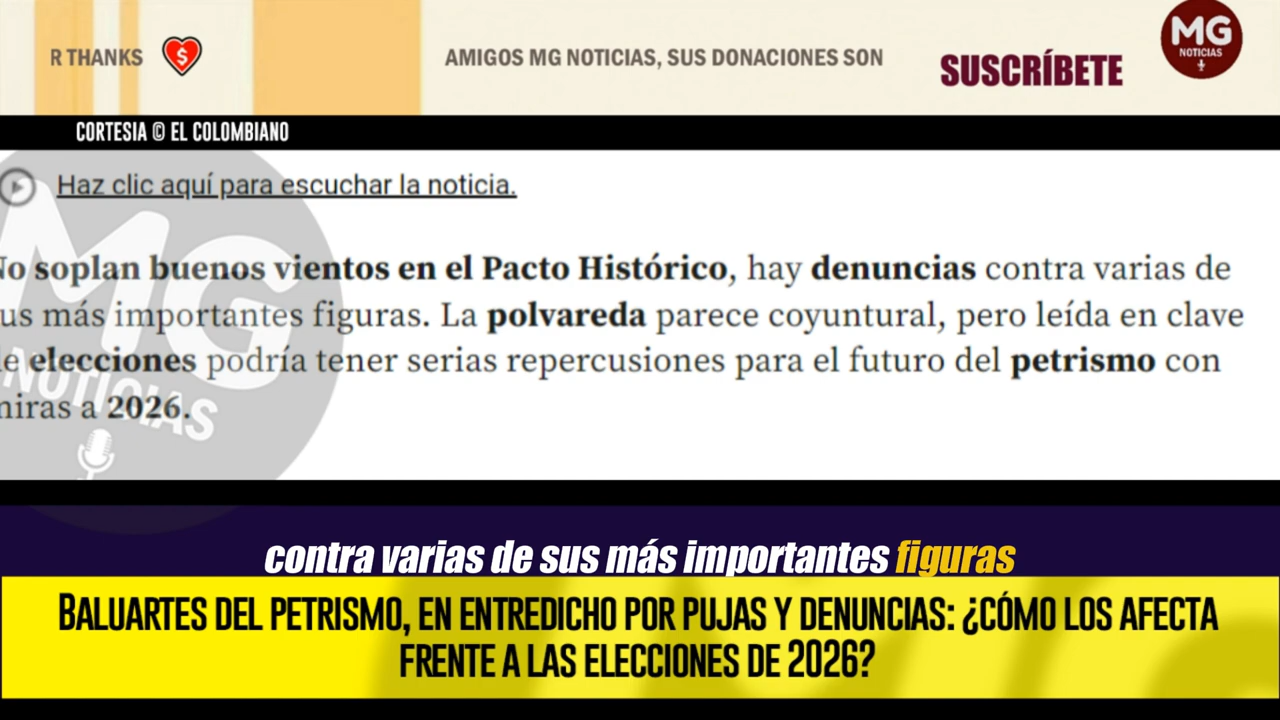 R THANKS
AMIGOS MG NOTICIAS, SUS DONACIONES SON
SUSCRÍBETE
MG
NOTICIAS
CORTESIA © EL COLOMBIANO
Haz clic aquí para escuchar la noticia.
No soplan buenos vientos en el Pacto Histórico, hay denuncias contra varias de
us más importantes figuras. La polvareda parece coyuntural, pero leída en clave
e elecciones podría tener serias repercusiones para el futuro del petrismo con
miras a 2026.
MG
NOTICIAS
contra varias de sus más importantes figuras
BALUARTES DEL PETRISMO, EN ENTREDICHO POR PUJAS Y DENUNCIAS: ¿CÓMO LOS AFECTA
FRENTE A LAS ELECCIONES DE 2026?